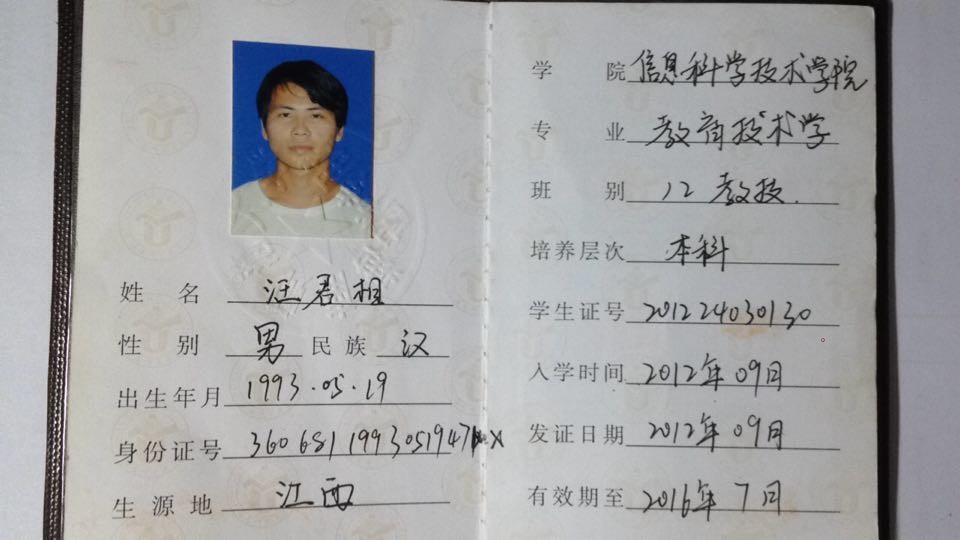 姓名 汪君相
性别 男 民族 汉
出生年月 1993.05.19
身份证号
生源地 江西
学院 信息科学技术学院
专业 教育技术学
班别 12教技.
培养层次 本科
学生证号 201224030130
入学时间 2012年09月
发证日期 2012年09月
有效期至 2016年7月